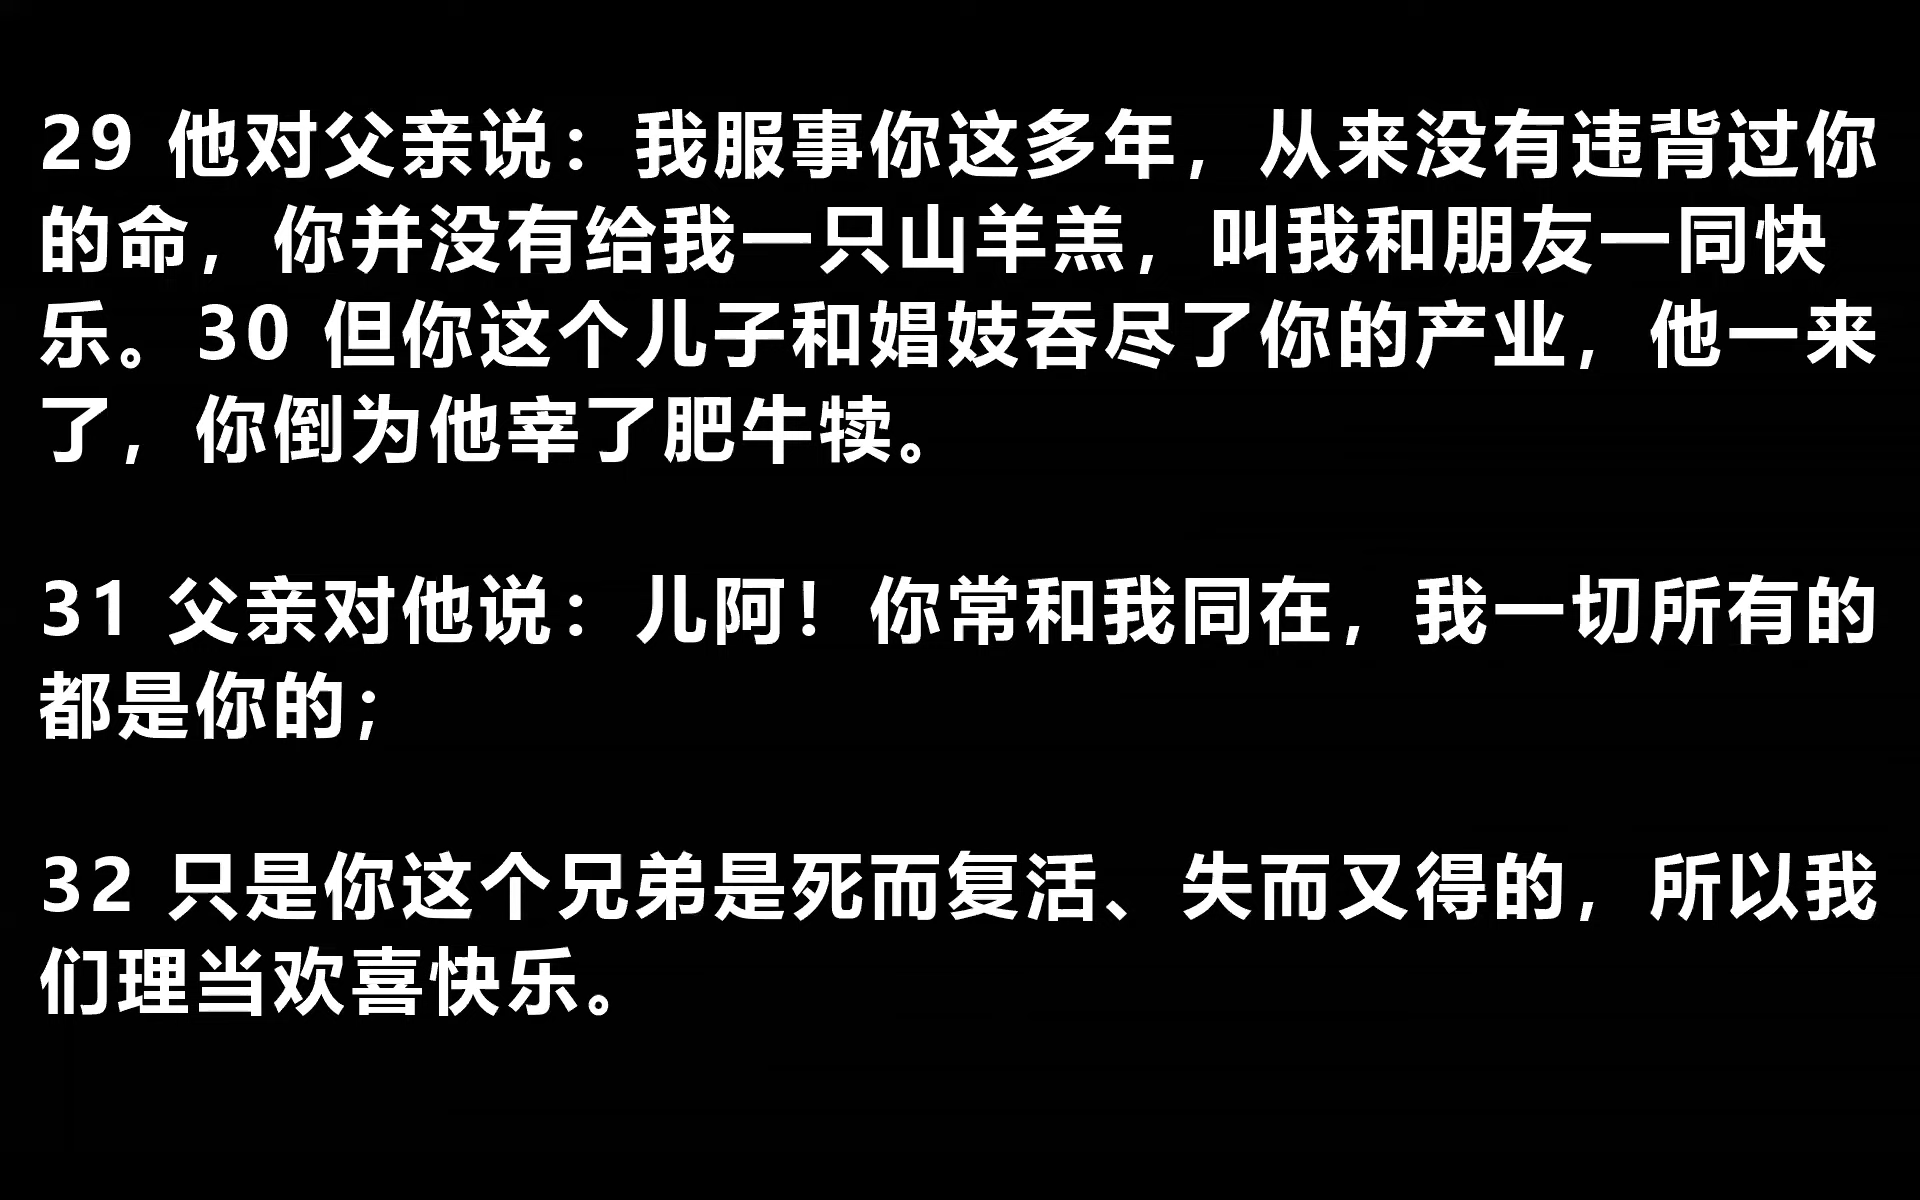 29 他对父亲说：我服事你这多年，从来没有违背过你
的命，你并没有给我一只山羊羔，叫我和朋友一同快
乐。30 但你这个儿子和娼妓吞尽了你的产业，他一来
了，你倒为他宰了肥牛犊。
31 父亲对他说：儿阿！你常和我同在，我一切所有的
都是你的；
32 只是你这个兄弟是死而复活、失而又得的，所以我
们理当欢喜快乐。